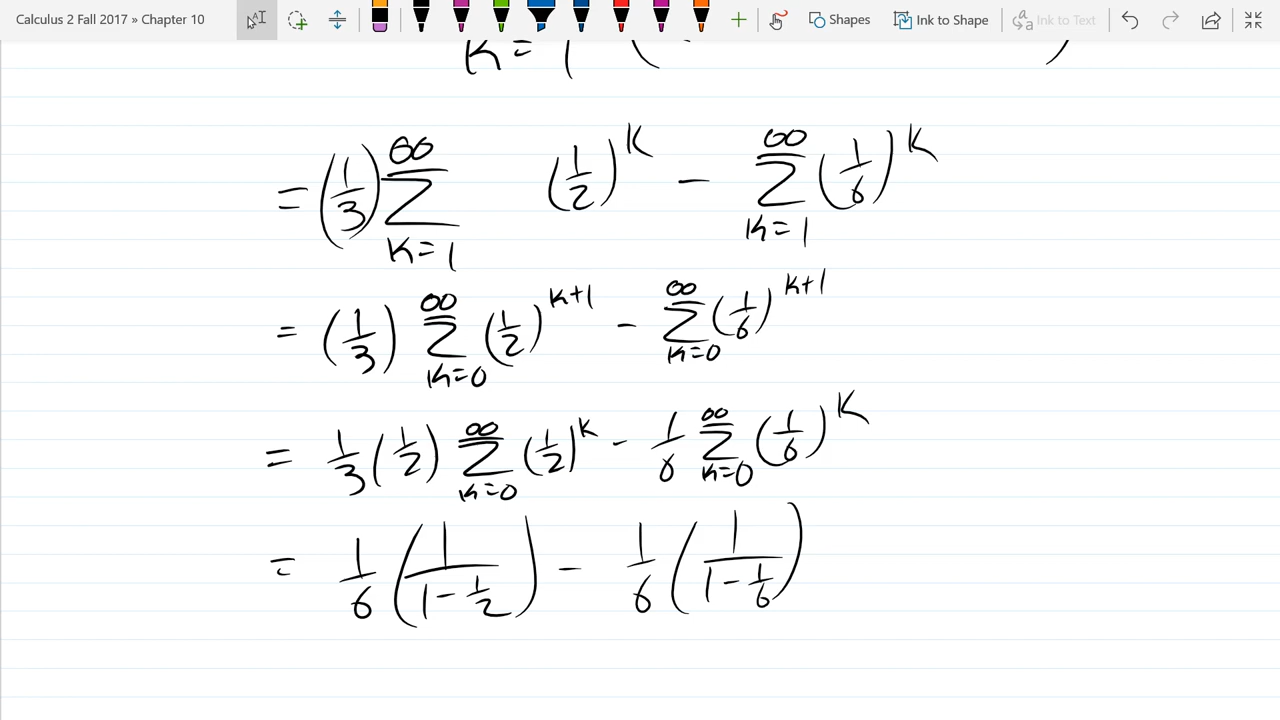 Calculus 2 Fall 2017 » Chapter 10
Shapes Ink to Shape Ink to Text
K = 1 ( )
= (1/3) ∑_{K=1}^{∞} (1/2)^K - ∑_{K=1}^{∞} (1/6)^K
= (1/3) ∑_{K=0}^{∞} (1/2)^{K+1} - ∑_{K=0}^{∞} (1/6)^{K+1}
= 1/3 (1/2) ∑_{K=0}^{∞} (1/2)^K - 1/6 ∑_{K=0}^{∞} (1/6)^K
= 1/6 (1/(1 - 1/2)) - 1/6 (1/(1 - 1/6))